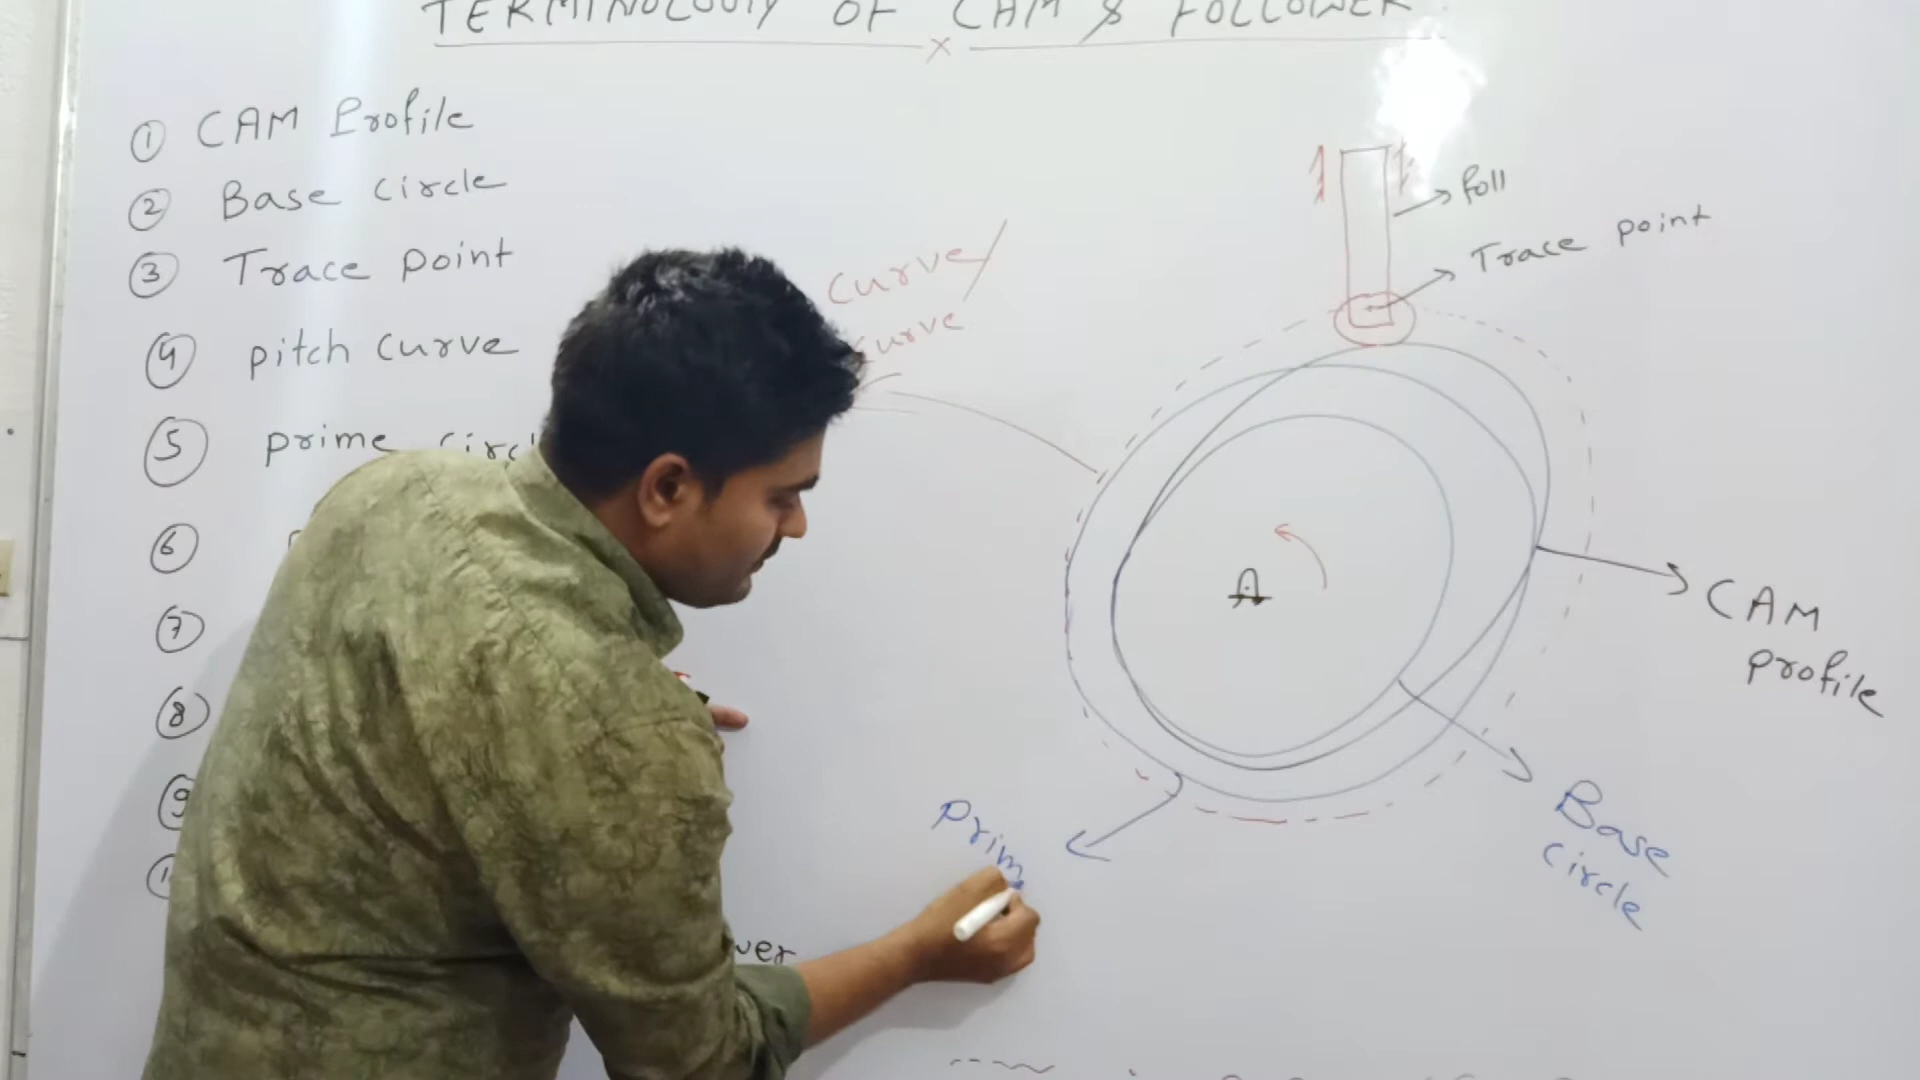 TERMINOLOGY OF CAM & FOLLOWER
① CAM Profile
② Base circle
③ Trace point
④ pitch curve
⑤ prime circ
⑥
⑦
⑧
⑨
curve
curve
foll
Trace point
A
CAM
profile
Base
circle
Prim